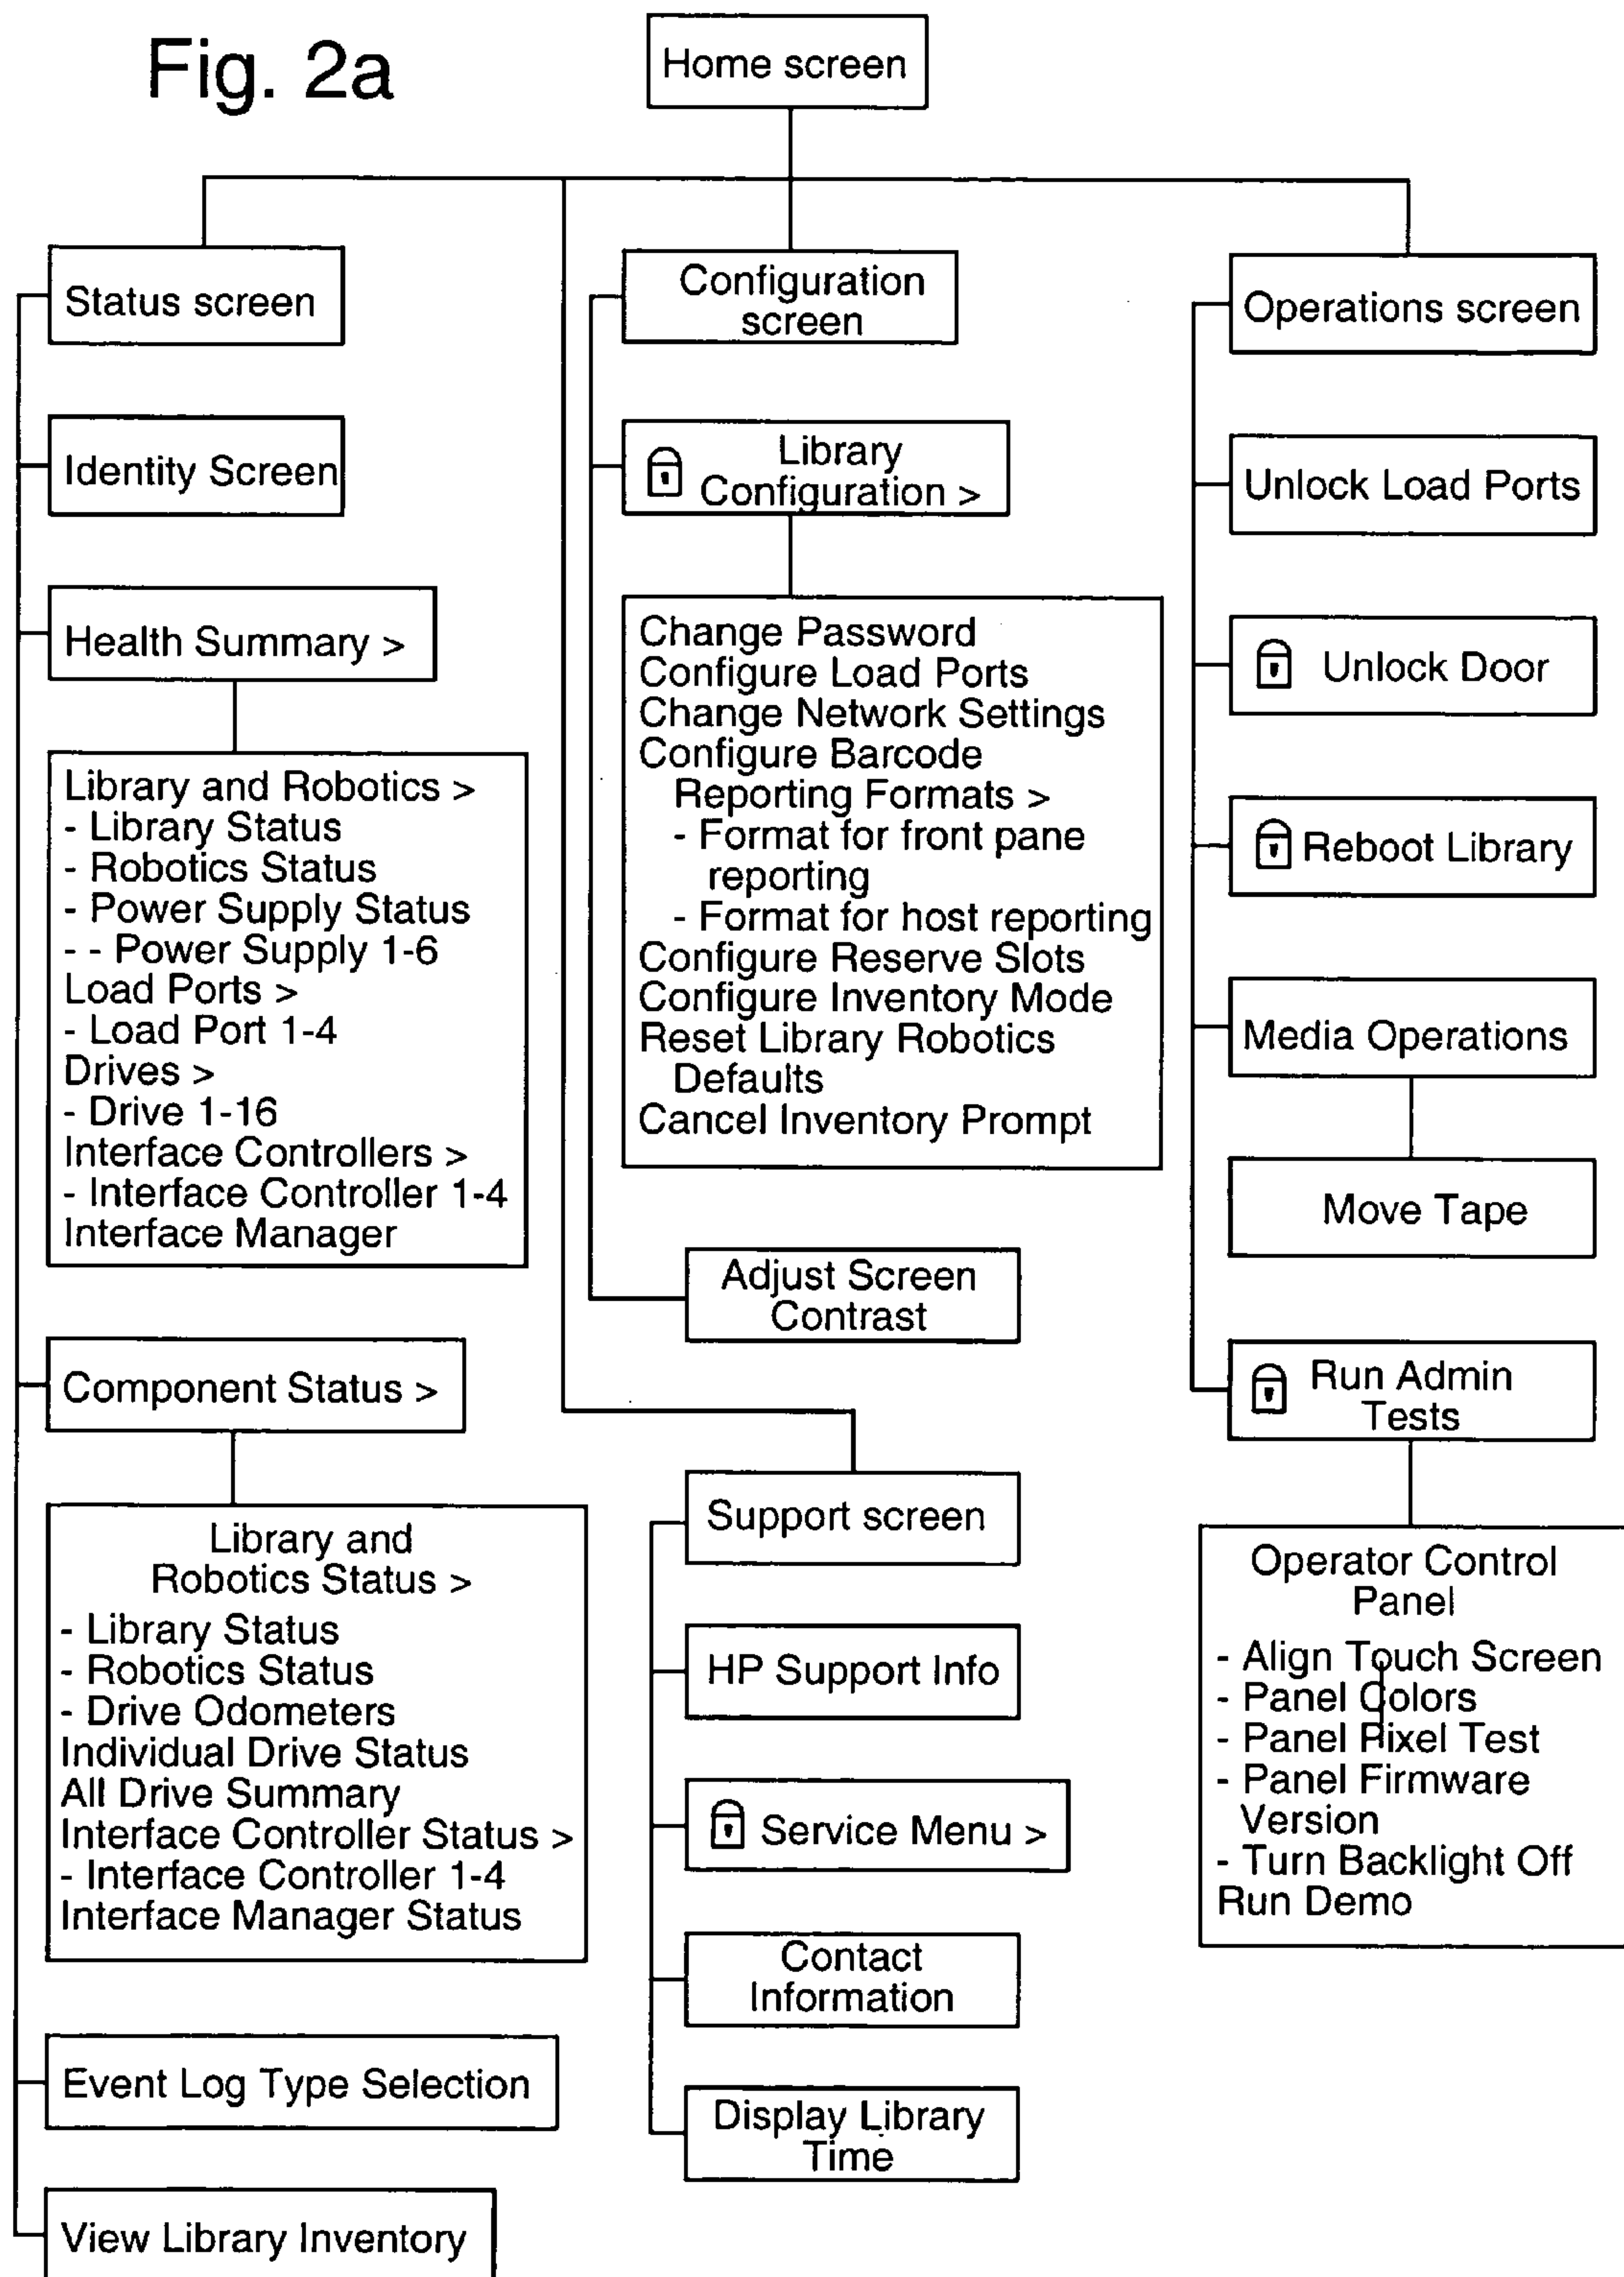 Fig. 2a
Home screen
Status screen
Identity Screen
Health Summary >
Library and Robotics >
- Library Status
- Robotics Status
- Power Supply Status
- - Power Supply 1-6
Load Ports >
- Load Port 1-4
Drives >
- Drive 1-16
Interface Controllers >
- Interface Controller 1-4
Interface Manager
Component Status >
Library and
Robotics Status >
- Library Status
- Robotics Status
- Drive Odometers
Individual Drive Status
All Drive Summary
Interface Controller Status >
- Interface Controller 1-4
Interface Manager Status
Event Log Type Selection
View Library Inventory
Configuration
screen
Library
Configuration >
Change Password
Configure Load Ports
Change Network Settings
Configure Barcode
Reporting Formats >
- Format for front pane
reporting
- Format for host reporting
Configure Reserve Slots
Configure Inventory Mode
Reset Library Robotics
Defaults
Cancel Inventory Prompt
Adjust Screen
Contrast
Support screen
HP Support Info
Service Menu >
Contact
Information
Display Library
Time
Operations screen
Unlock Load Ports
Unlock Door
Reboot Library
Media Operations
Move Tape
Run Admin
Tests
Operator Control
Panel
- Align Touch Screen
- Panel Colors
- Panel Pixel Test
- Panel Firmware
Version
- Turn Backlight Off
Run Demo